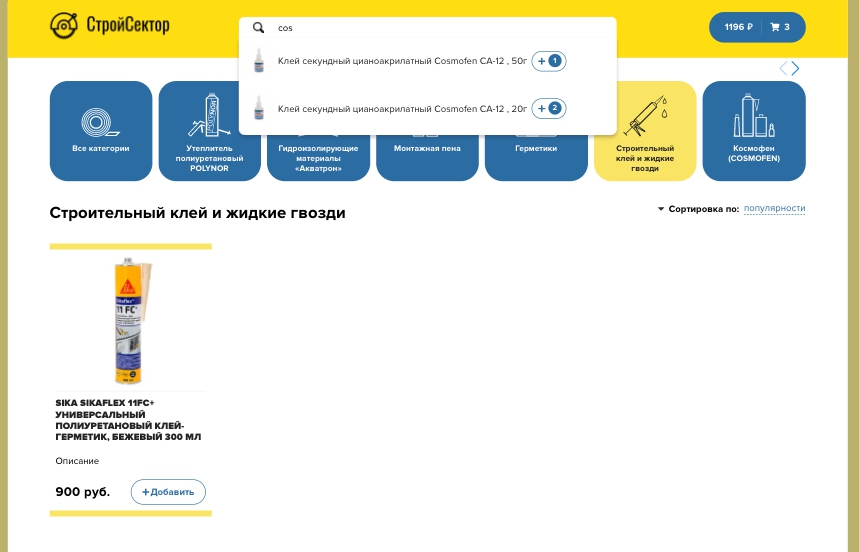 СтройСектор
cos
1196 ₽ 3
Клей секундный цианоакрилатный Cosmofen CA-12 , 50г + 1
Клей секундный цианоакрилатный Cosmofen CA-12 , 20г + 2
Все категории
Утеплитель
полиуретановый
POLYNOR
Гидроизолирующие
материалы
«Акватрон»
Монтажная пена
Герметики
Строительный
клей и жидкие
гвозди
Космофен
(COSMOFEN)
Строительный клей и жидкие гвозди
Сортировка по: популярности
Sikaflex®
11 FC+
SIKA SIKAFLEX 11FC+
УНИВЕРСАЛЬНЫЙ
ПОЛИУРЕТАНОВЫЙ КЛЕЙ-
ГЕРМЕТИК, БЕЖЕВЫЙ 300 МЛ
Описание
900 руб. +Добавить